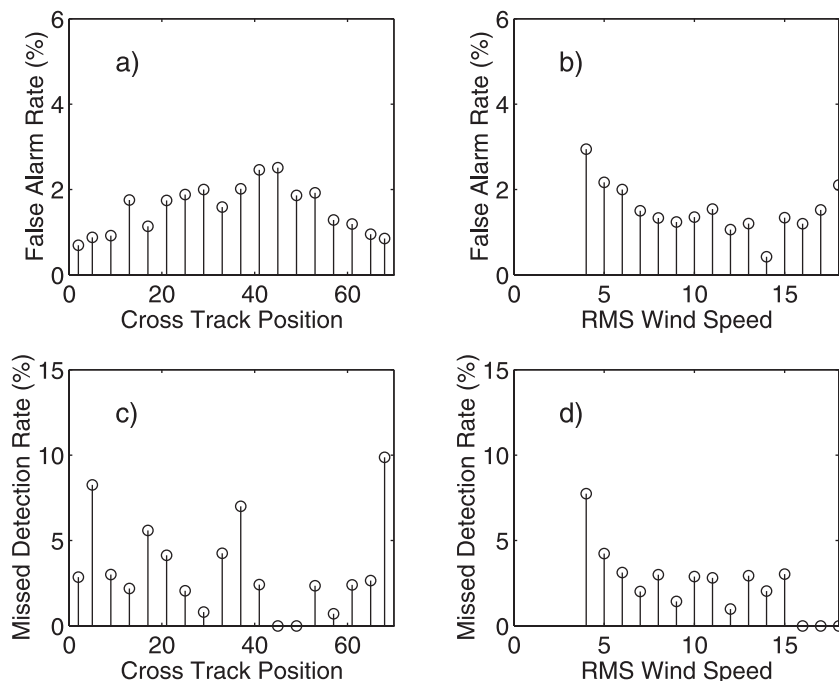 6
4
2
0
False Alarm Rate (%)
a)
0 20 40 60
Cross Track Position
6
4
2
0
False Alarm Rate (%)
b)
0 5 10 15
RMS Wind Speed
15
10
5
0
Missed Detection Rate (%)
c)
0 20 40 60
Cross Track Position
15
10
5
0
Missed Detection Rate (%)
d)
0 5 10 15
RMS Wind Speed